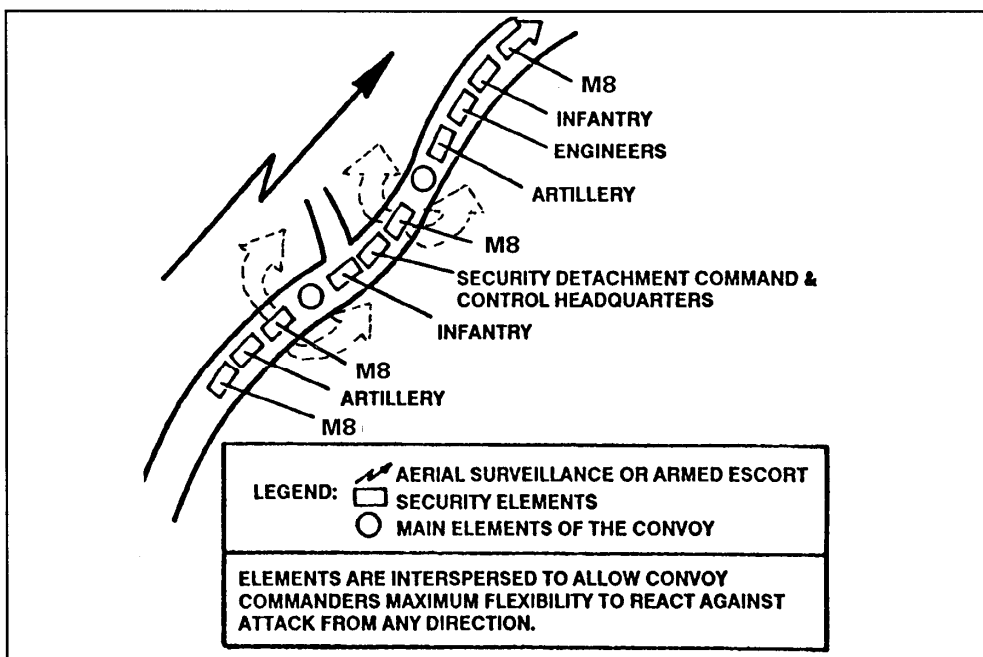 M8
INFANTRY
ENGINEERS
ARTILLERY
M8
SECURITY DETACHMENT COMMAND &
CONTROL HEADQUARTERS
INFANTRY
M8
ARTILLERY
M8
LEGEND:
AERIAL SURVEILLANCE OR ARMED ESCORT
SECURITY ELEMENTS
MAIN ELEMENTS OF THE CONVOY
ELEMENTS ARE INTERSPERSED TO ALLOW CONVOY
COMMANDERS MAXIMUM FLEXIBILITY TO REACT AGAINST
ATTACK FROM ANY DIRECTION.